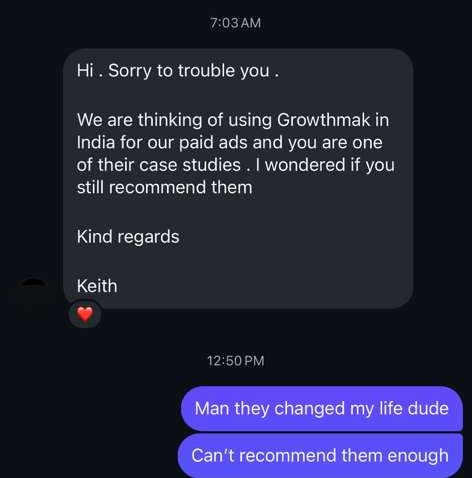 7:03 AM
Hi . Sorry to trouble you .
We are thinking of using Growthmak in
India for our paid ads and you are one
of their case studies . I wondered if you
still recommend them
Kind regards
Keith
12:50 PM
Man they changed my life dude
Can't recommend them enough